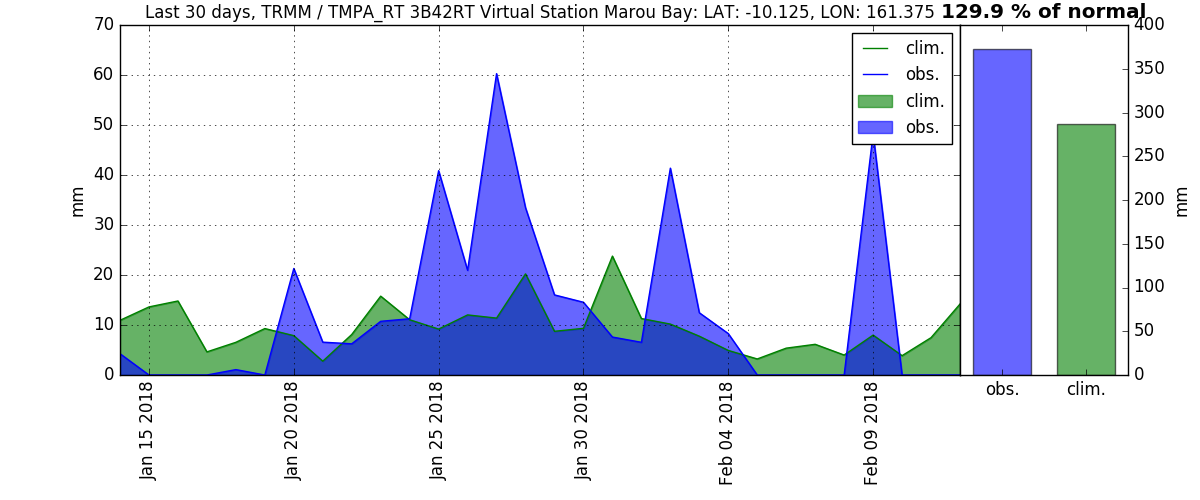 Last 30 days, TRMM / TMPA_RT 3B42RT Virtual Station Marou Bay: LAT: -10.125, LON: 161.375 129.9 % of normal
70
60
50
40
30
20
10
0
mm
clim.
obs.
clim.
obs.
Jan 15 2018
Jan 20 2018
Jan 25 2018
Jan 30 2018
Feb 04 2018
Feb 09 2018
400
350
300
250
200
150
100
50
0
mm
obs.
clim.